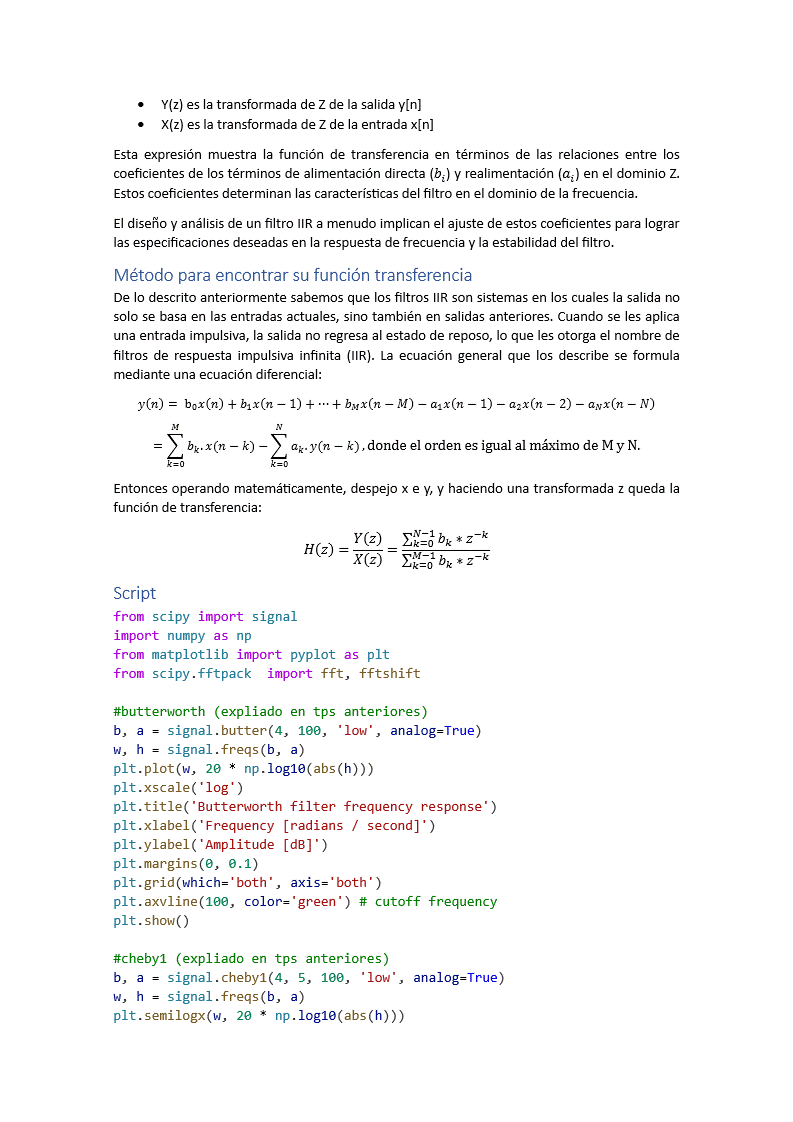 • Y(z) es la transformada de Z de la salida y[n]
• X(z) es la transformada de Z de la entrada x[n]
Esta expresión muestra la función de transferencia en términos de las relaciones entre los
coeficientes de los términos de alimentación directa (𝑏ᵢ) y realimentación (𝑎ᵢ) en el dominio Z.
Estos coeficientes determinan las características del filtro en el dominio de la frecuencia.
El diseño y análisis de un filtro IIR a menudo implican el ajuste de estos coeficientes para lograr
las especificaciones deseadas en la respuesta de frecuencia y la estabilidad del filtro.
Método para encontrar su función transferencia
De lo descrito anteriormente sabemos que los filtros IIR son sistemas en los cuales la salida no
solo se basa en las entradas actuales, sino también en salidas anteriores. Cuando se les aplica
una entrada impulsiva, la salida no regresa al estado de reposo, lo que les otorga el nombre de
filtros de respuesta impulsiva infinita (IIR). La ecuación general que los describe se formula
mediante una ecuación diferencial:
y(n) = b₀x(n) + b₁x(n − 1) + ⋯ + b_M x(n − M) − a₁x(n − 1) − a₂x(n − 2) − a_N x(n − N)
= ∑_{k=0}^{M} b_k. x(n − k) − ∑_{k=0}^{N} a_k. y(n − k) , donde el orden es igual al máximo de M y N.
Entonces operando matemáticamente, despejo x e y, y haciendo una transformada z queda la
función de transferencia:
H(z) = Y(z)/X(z) = (∑_{k=0}^{N−1} b_k ∗ z^{−k})/(∑_{k=0}^{M−1} b_k ∗ z^{−k})
Script
from scipy import signal
import numpy as np
from matplotlib import pyplot as plt
from scipy.fftpack  import fft, fftshift
#butterworth (expliado en tps anteriores)
b, a = signal.butter(4, 100, 'low', analog=True)
w, h = signal.freqs(b, a)
plt.plot(w, 20 * np.log10(abs(h)))
plt.xscale('log')
plt.title('Butterworth filter frequency response')
plt.xlabel('Frequency [radians / second]')
plt.ylabel('Amplitude [dB]')
plt.margins(0, 0.1)
plt.grid(which='both', axis='both')
plt.axvline(100, color='green') # cutoff frequency
plt.show()
#cheby1 (expliado en tps anteriores)
b, a = signal.cheby1(4, 5, 100, 'low', analog=True)
w, h = signal.freqs(b, a)
plt.semilogx(w, 20 * np.log10(abs(h)))